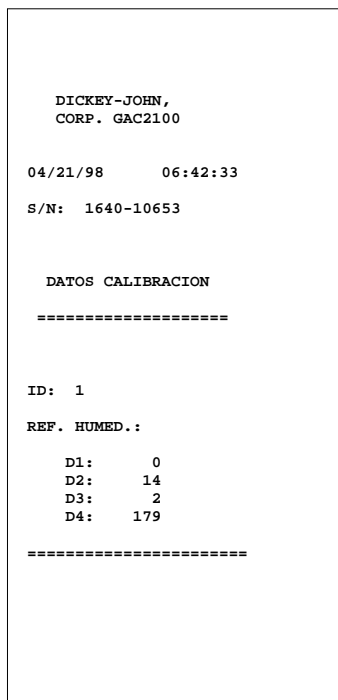 DICKEY-JOHN,
CORP. GAC2100
04/21/98 06:42:33
S/N: 1640-10653
DATOS CALIBRACION
====================
ID: 1
REF. HUMED.:
D1: 0
D2: 14
D3: 2
D4: 179
=======================